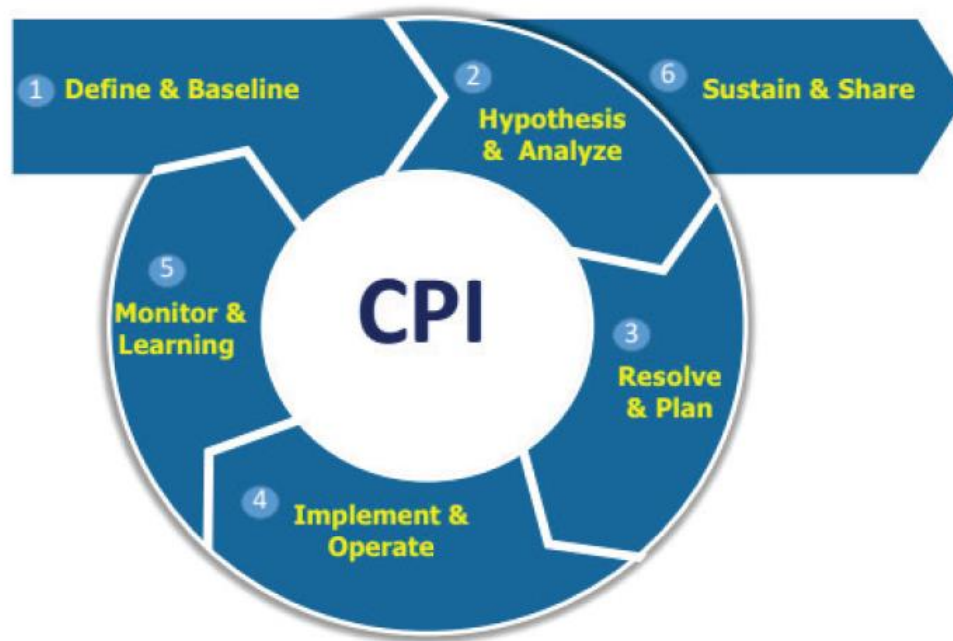 1 Define & Baseline
2
Hypothesis
& Analyze
6 Sustain & Share
CPI
3
Resolve
& Plan
4 Implement &
Operate
5
Monitor &
Learning